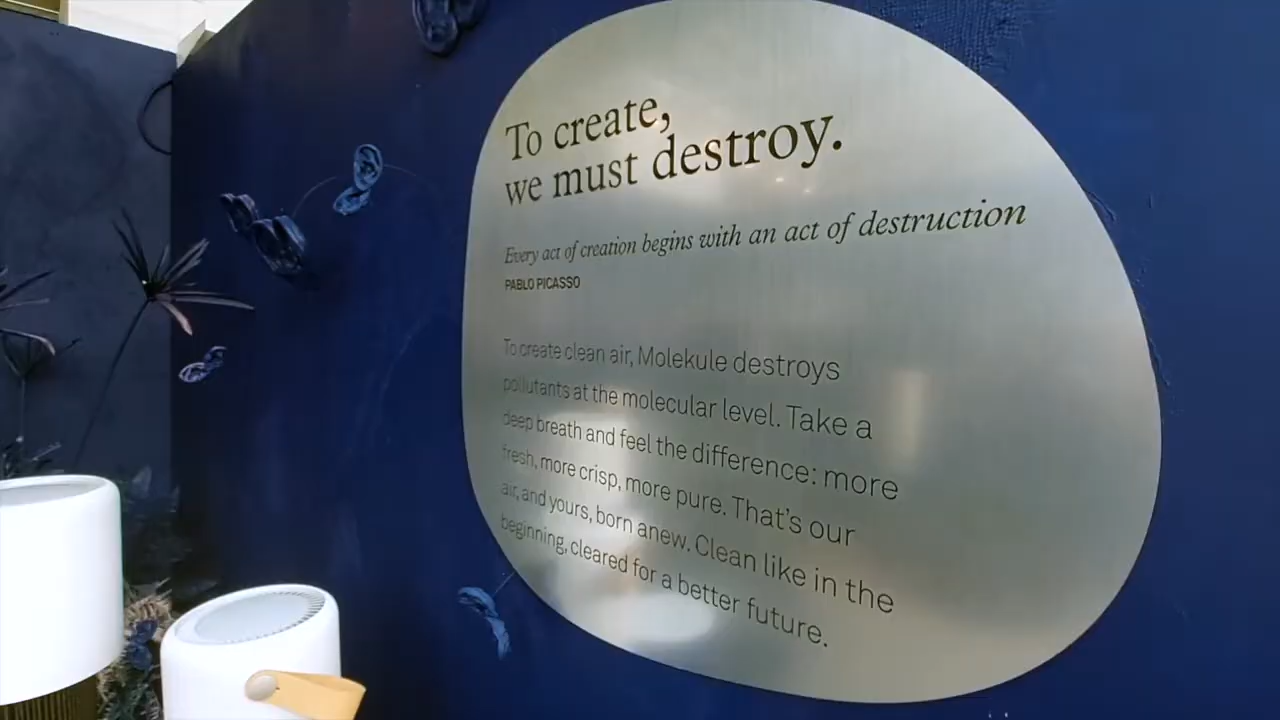 To create,
we must destroy.
Every act of creation begins with an act of destruction
PABLO PICASSO
To create clean air, Molekule destroys
pollutants at the molecular level. Take a
deep breath and feel the difference: more
fresh, more crisp, more pure. That's our
air, and yours, born anew. Clean like in the
beginning, cleared for a better future.